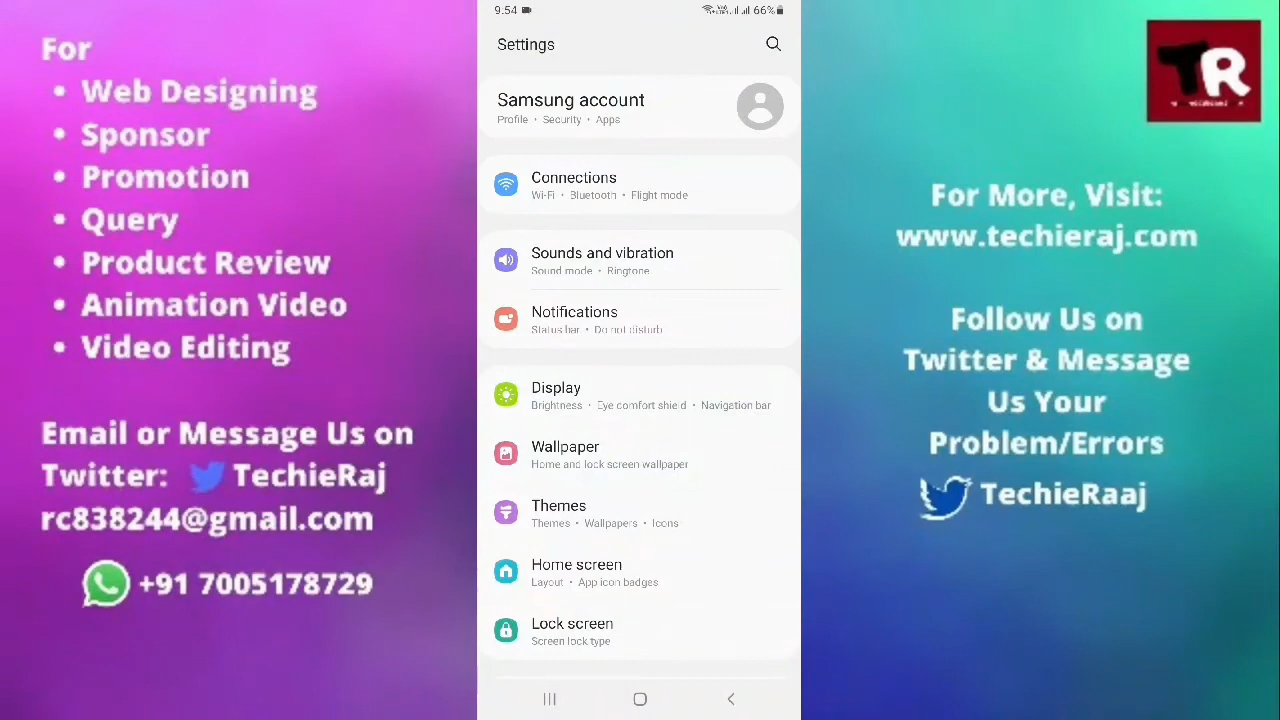 For
• Web Designing
• Sponsor
• Promotion
• Query
• Product Review
• Animation Video
• Video Editing
Email or Message Us on
Twitter: TechieRaj
rc838244@gmail.com
+91 7005178729
9:54
66%
Settings
Samsung account
Profile • Security • Apps
Connections
Wi-Fi • Bluetooth • Flight mode
Sounds and vibration
Sound mode • Ringtone
Notifications
Status bar • Do not disturb
Display
Brightness • Eye comfort shield • Navigation bar
Wallpaper
Home and lock screen wallpaper
Themes
Themes • Wallpapers • Icons
Home screen
Layout • App icon badges
Lock screen
Screen lock type
TR
For More, Visit:
www.techieraj.com
Follow Us on
Twitter & Message
Us Your
Problem/Errors
TechieRaaj